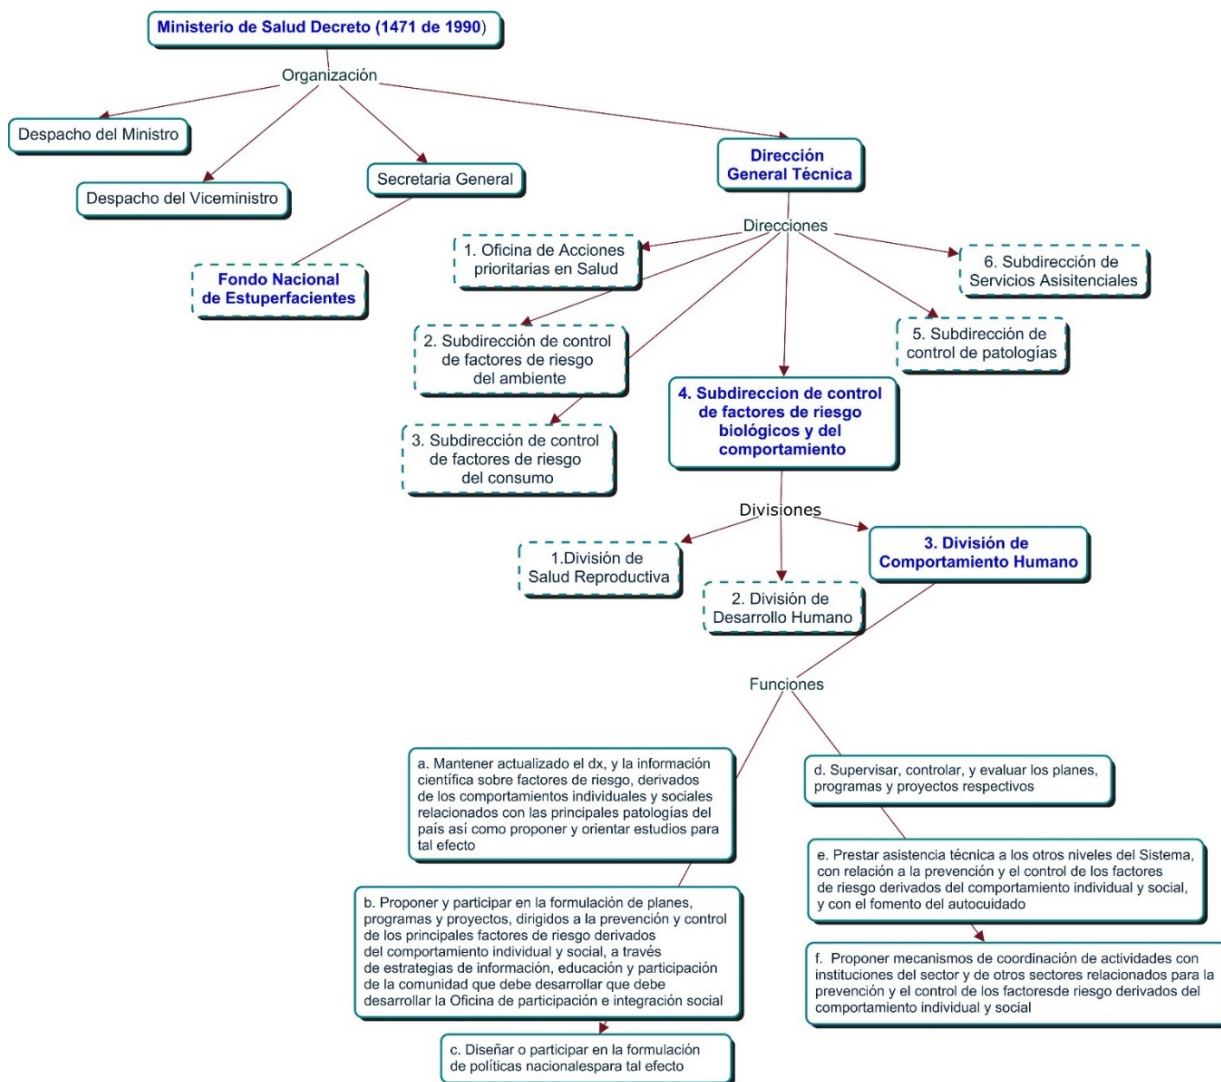 Ministerio de Salud Decreto (1471 de 1990)
Organización
Despacho del Ministro
Despacho del Viceministro
Secretaria General
Dirección
General Técnica
Fondo Nacional
de Estuperfacientes
Direcciones
1. Oficina de Acciones
prioritarias en Salud
2. Subdirección de control
de factores de riesgo
del ambiente
3. Subdirección de control
de factores de riesgo
del consumo
4. Subdireccion de control
de factores de riesgo
biológicos y del
comportamiento
5. Subdirección de
control de patologías
6. Subdirección de
Servicios Asisitenciales
Divisiones
1.División de
Salud Reproductiva
2. División de
Desarrollo Humano
3. División de
Comportamiento Humano
Funciones
a. Mantener actualizado el dx, y la información
científica sobre factores de riesgo, derivados
de los comportamientos individuales y sociales
relacionados con las principales patologías del
país así como proponer y orientar estudios para
tal efecto
b. Proponer y participar en la formulación de planes,
programas y proyectos, dirigidos a la prevención y control
de los principales factores de riesgo derivados
del comportamiento individual y social, a través
de estrategias de información, educación y participación
de la comunidad que debe desarrollar que debe
desarrollar la Oficina de participación e integración social
c. Diseñar o participar en la formulación
de políticas nacionalespara tal efecto
d. Supervisar, controlar, y evaluar los planes,
programas y proyectos respectivos
e. Prestar asistencia técnica a los otros niveles del Sistema,
con relación a la prevención y el control de los factores
de riesgo derivados del comportamiento individual y social,
y con el fomento del autocuidado
f. Proponer mecanismos de coordinación de actividades con
instituciones del sector y de otros sectores relacionados para la
prevención y el control de los factoresde riesgo derivados del
comportamiento individual y social